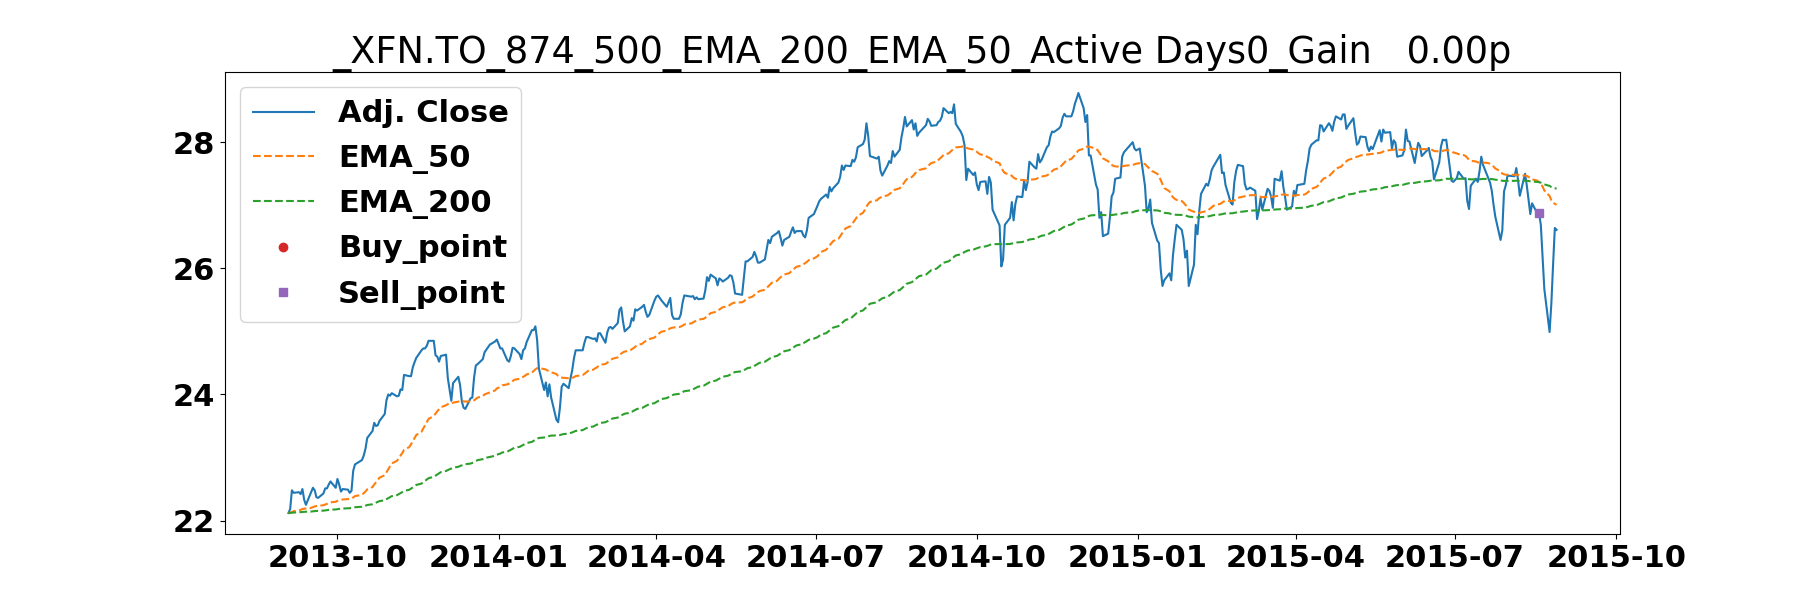 _XFN.TO_874_500_EMA_200_EMA_50_Active Days0_Gain   0.00p
Adj. Close
EMA_50
EMA_200
Buy_point
Sell_point
28
26
24
22
2013-10 2014-01 2014-04 2014-07 2014-10 2015-01 2015-04 2015-07 2015-10